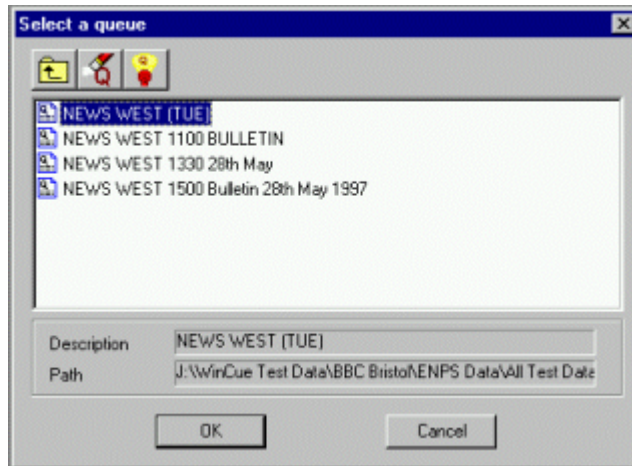 Select a queue
NEWS WEST (TUE)
NEWS WEST 1100 BULLETIN
NEWS WEST 1330 28th May
NEWS WEST 1500 Bulletin 28th May 1997
Description NEWS WEST (TUE)
Path J:\WinCue Test Data\BBC Bristol\ENPS Data\All Test Data
OK Cancel